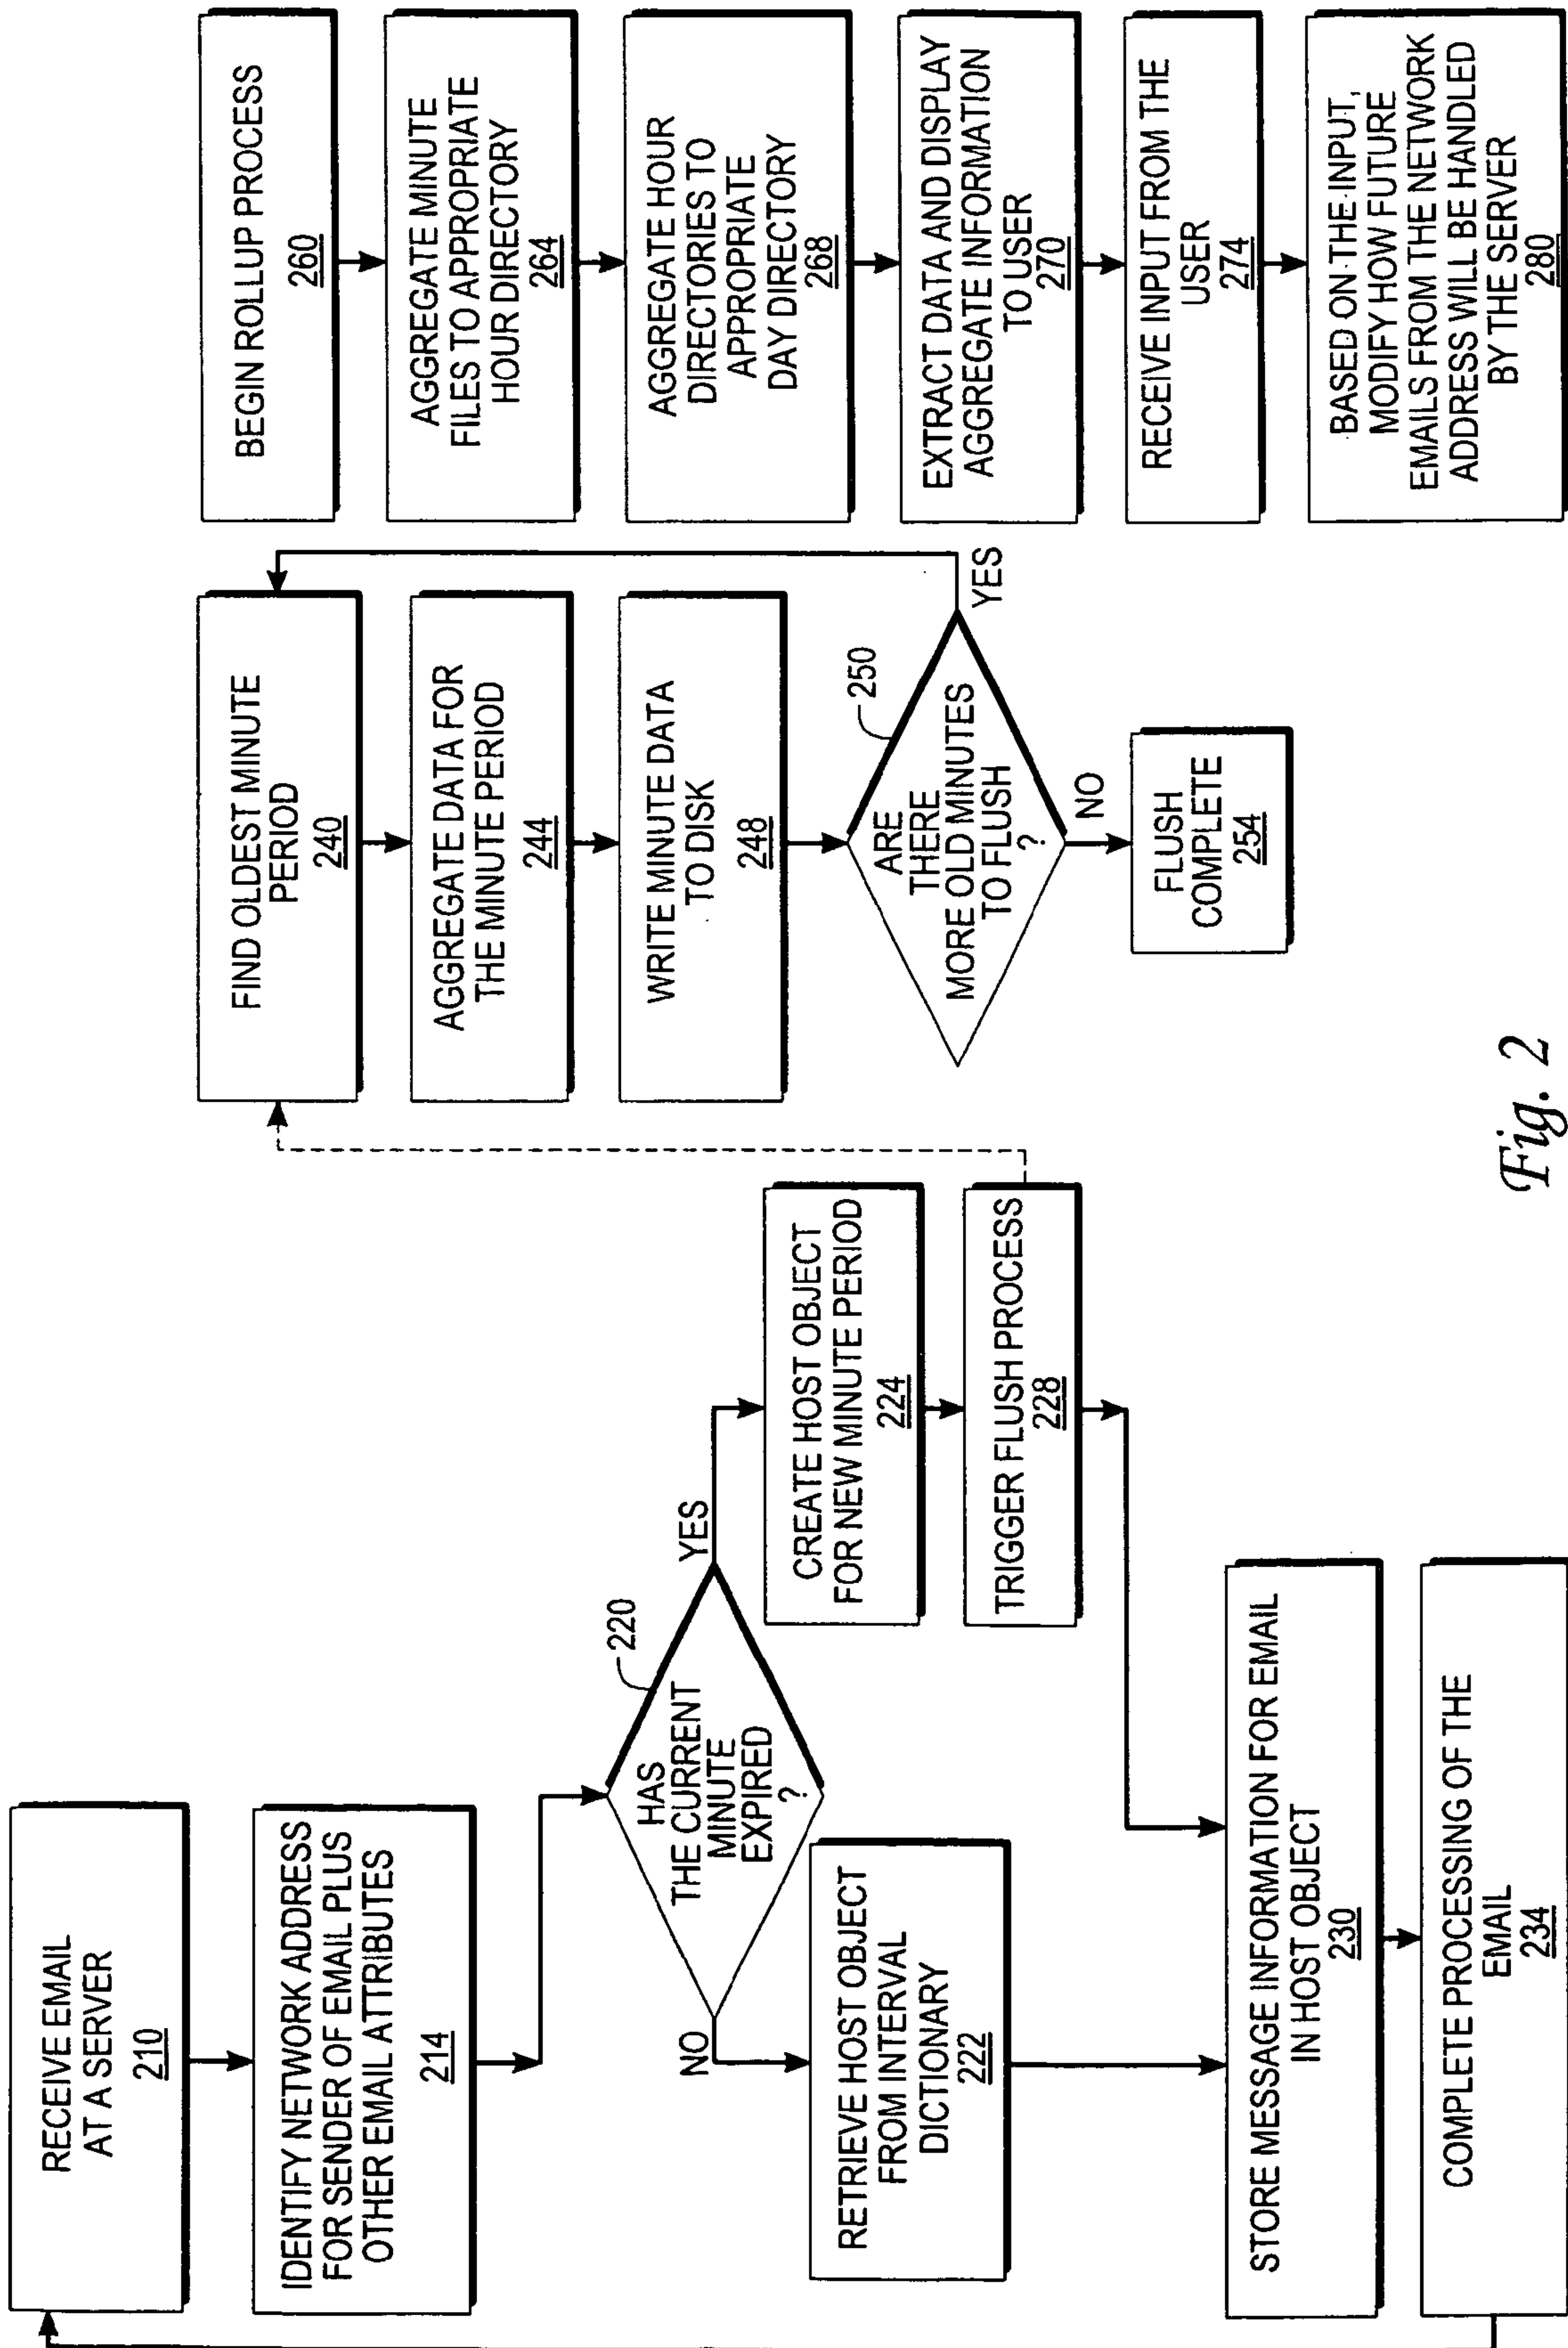 RECEIVE EMAIL
AT A SERVER
210
IDENTIFY NETWORK ADDRESS
FOR SENDER OF EMAIL PLUS
OTHER EMAIL ATTRIBUTES
214
HAS
THE CURRENT
MINUTE
EXPIRED
?
220
NO
YES
RETRIEVE HOST OBJECT
FROM INTERVAL
DICTIONARY
222
CREATE HOST OBJECT
FOR NEW MINUTE PERIOD
224
TRIGGER FLUSH PROCESS
228
STORE MESSAGE INFORMATION FOR EMAIL
IN HOST OBJECT
230
COMPLETE PROCESSING OF THE
EMAIL
234
FIND OLDEST MINUTE
PERIOD
240
AGGREGATE DATA FOR
THE MINUTE PERIOD
244
WRITE MINUTE DATA
TO DISK
248
ARE
THERE
MORE OLD MINUTES
TO FLUSH
?
250
YES
NO
FLUSH
COMPLETE
254
BEGIN ROLLUP PROCESS
260
AGGREGATE MINUTE
FILES TO APPROPRIATE
HOUR DIRECTORY
264
AGGREGATE HOUR
DIRECTORIES TO
APPROPRIATE
DAY DIRECTORY
268
EXTRACT DATA AND DISPLAY
AGGREGATE INFORMATION
TO USER
270
RECEIVE INPUT FROM THE
USER
274
BASED ON THE INPUT,
MODIFY HOW FUTURE
EMAILS FROM THE NETWORK
ADDRESS WILL BE HANDLED
BY THE SERVER
280
Fig. 2